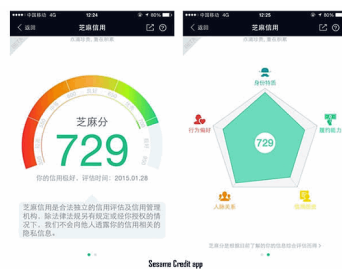 中国移动 4G 12:24 80%
返回 芝麻信用
芝麻分
729
你的信用极好，评估时间：2015.01.28
芝麻信用是合法独立的信用评估及信用管理
机构，除法律法规另有规定或经你授权的情
况下，我们不会向他人透露你的信用相关的
隐私信息。
中国移动 4G 12:25 80%
返回 芝麻信用
身份特质
行为偏好
履约能力
729
人脉关系
Sesame Credit app